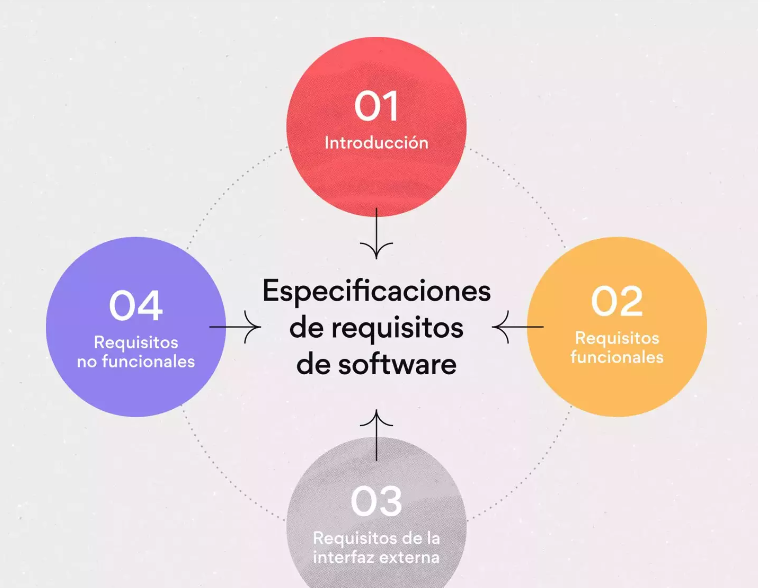 01
Introducción
Especificaciones
de requisitos
de software
02
Requisitos
funcionales
03
Requisitos de la
interfaz externa
04
Requisitos
no funcionales